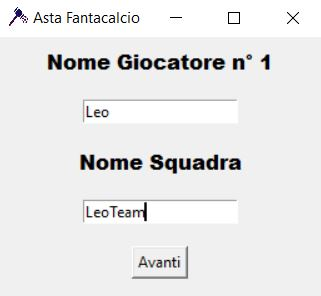 Asta Fantacalcio
Nome Giocatore n° 1
Leo
Nome Squadra
LeoTeam
Avanti